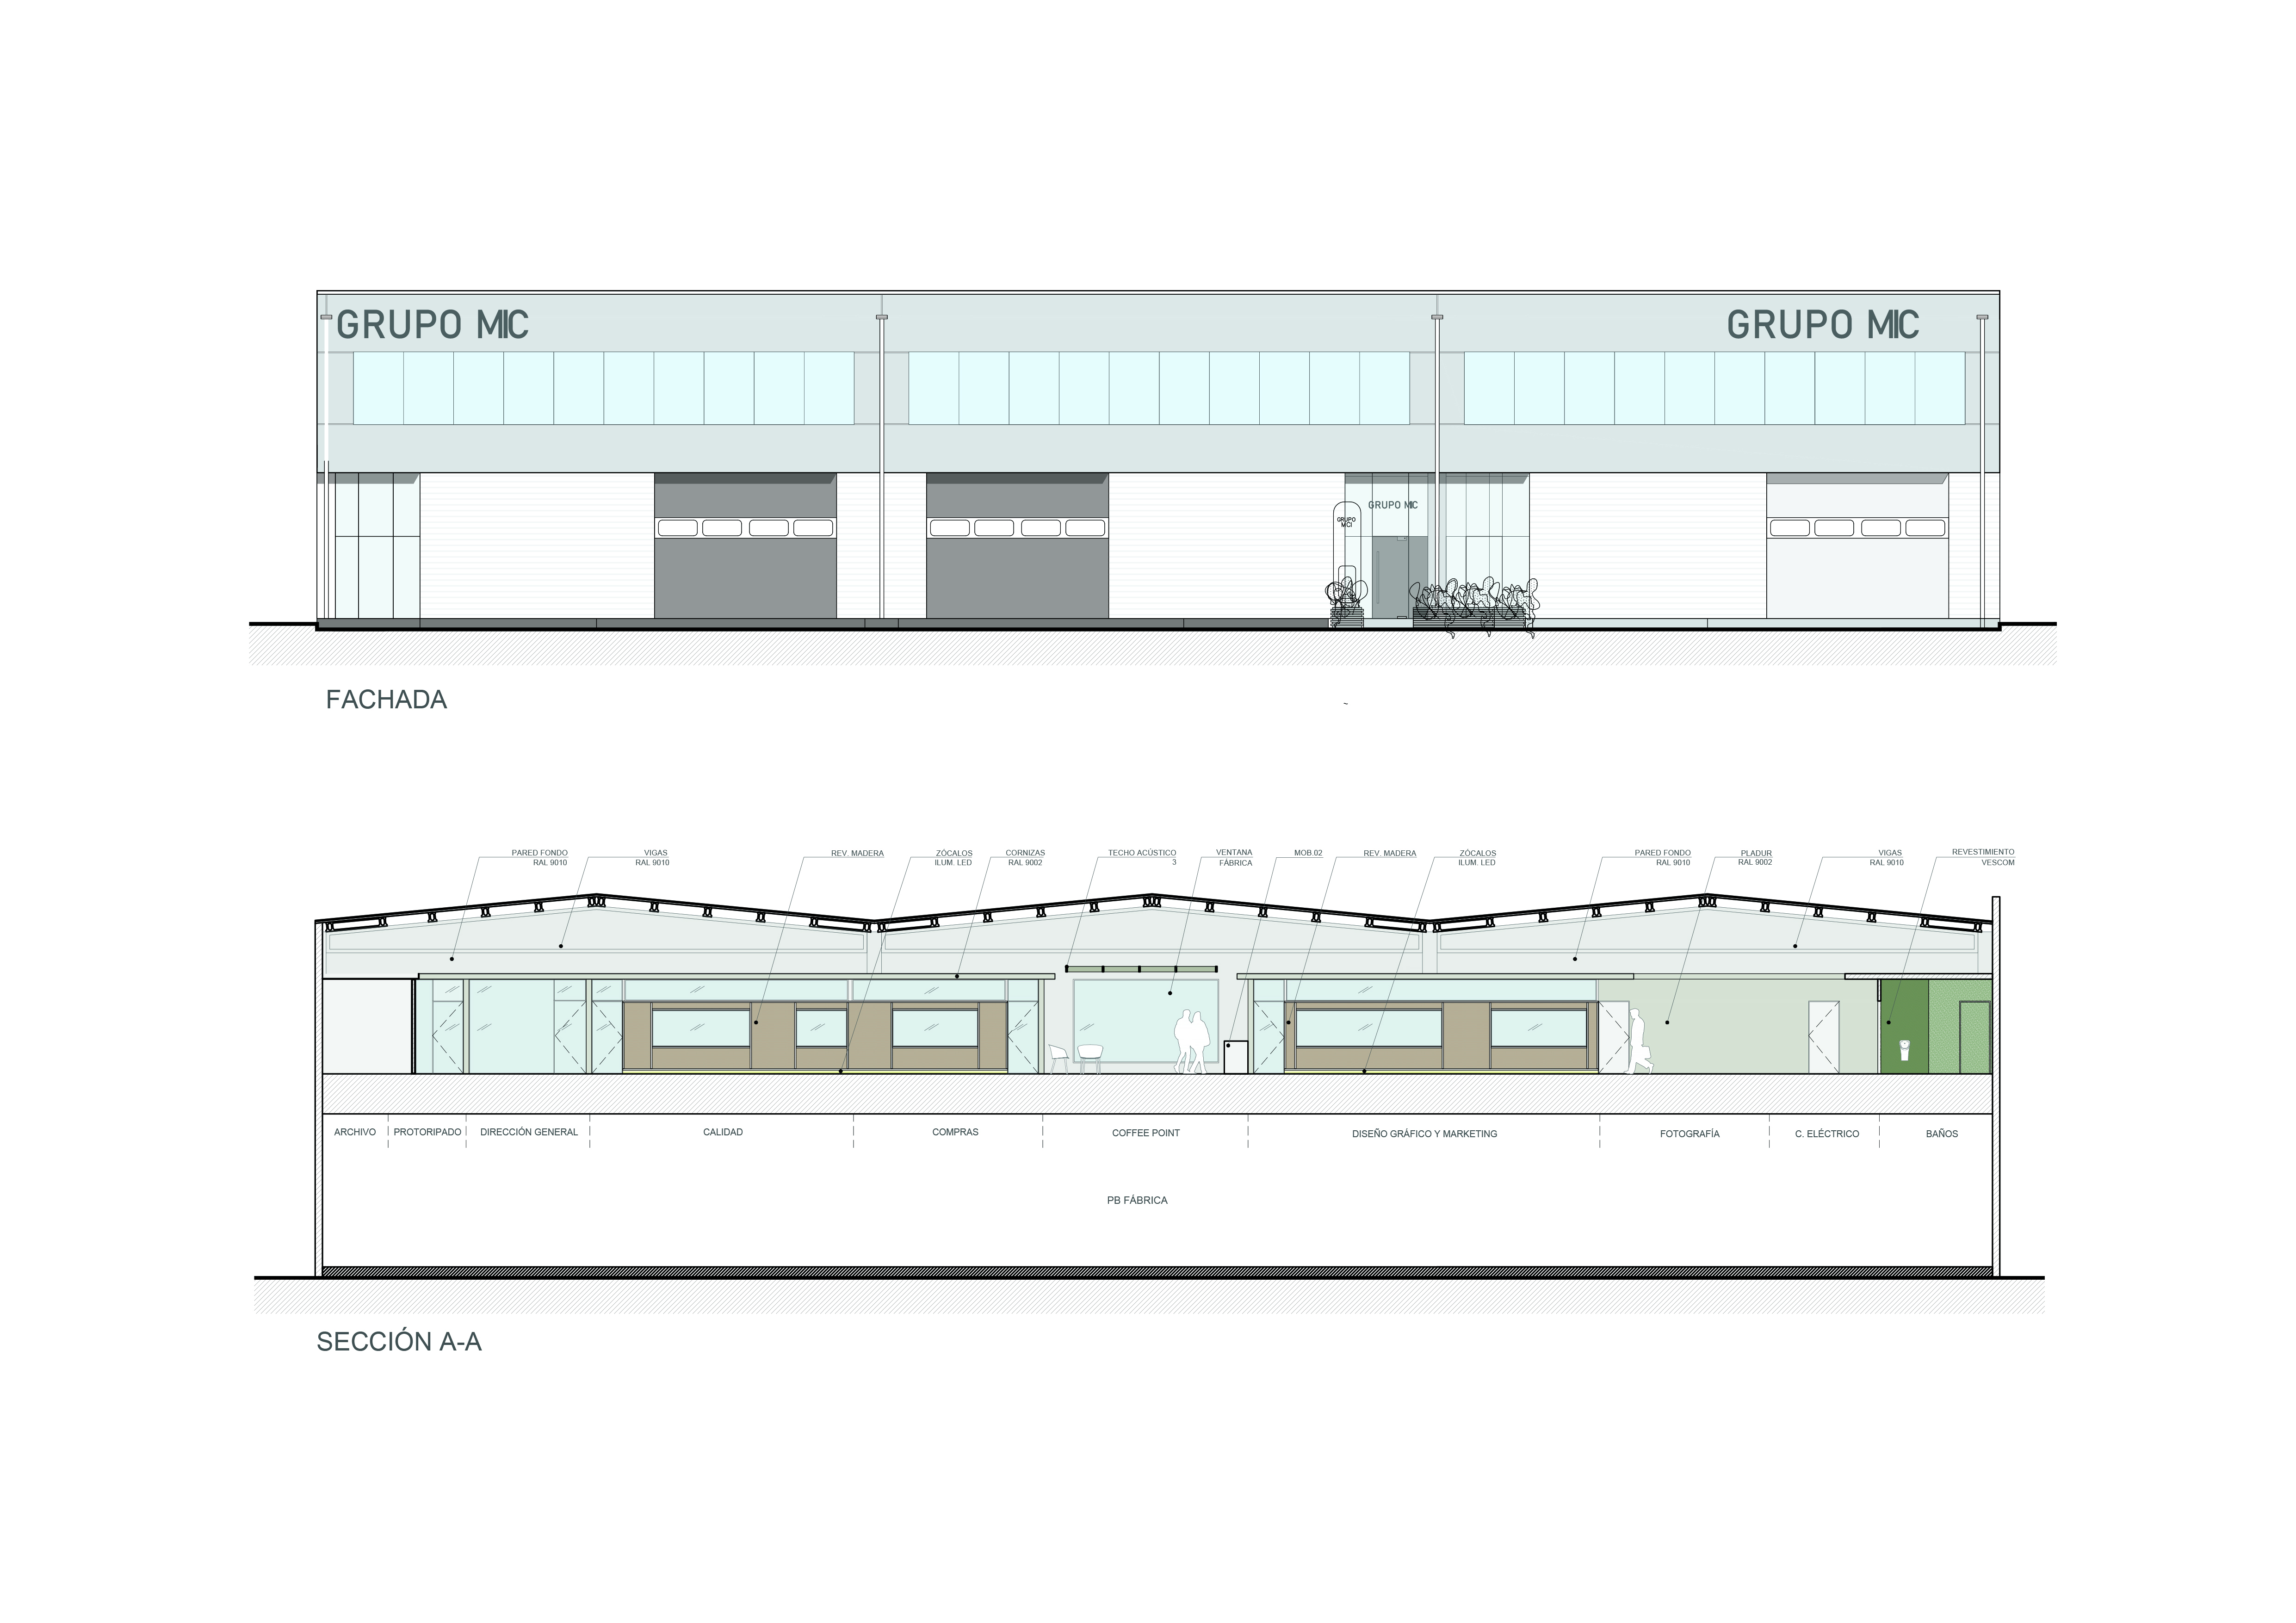 GRUPO MIC
GRUPO MIC
GRUPO MIC
GRUPO
MCI
FACHADA
~
PARED FONDO
RAL 9010
VIGAS
RAL 9010
REV. MADERA
ZÓCALOS
ILUM. LED
CORNIZAS
RAL 9002
TECHO ACÚSTICO
3
VENTANA
FÁBRICA
MOB.02
REV. MADERA
ZÓCALOS
ILUM. LED
PARED FONDO
RAL 9010
PLADUR
RAL 9002
VIGAS
RAL 9010
REVESTIMIENTO
VESCOM
ARCHIVO
PROTORIPADO
DIRECCIÓN GENERAL
CALIDAD
COMPRAS
COFFEE POINT
DISEÑO GRÁFICO Y MARKETING
FOTOGRAFÍA
C. ELÉCTRICO
BAÑOS
PB FÁBRICA
SECCIÓN A-A